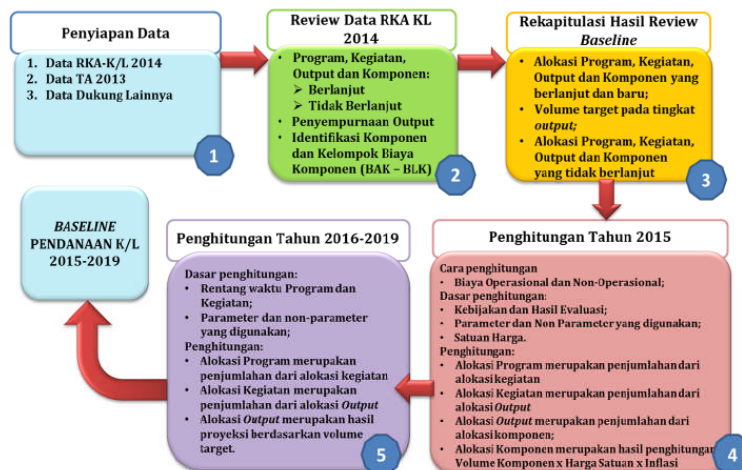 Penyiapan Data
1. Data RKA-K/L 2014
2. Data TA 2013
3. Data Dukung Lainnya
1
Review Data RKA KL
2014
• Program, Kegiatan,
Output dan Komponen:
➢ Berlanjut
➢ Tidak Berlanjut
• Penyempurnaan Output
• Identifikasi Komponen
dan Kelompok Biaya
Komponen (BAK – BLK)
2
Rekapitulasi Hasil Review
Baseline
• Alokasi Program, Kegiatan,
Output dan Komponen yang
berlanjut dan baru;
• Volume target pada tingkat
output;
• Alokasi Program, Kegiatan,
Output dan Komponen
yang tidak berlanjut
3
Penghitungan Tahun 2015
Cara penghitungan
• Biaya Operasional dan Non-Operasional;
Dasar penghitungan:
• Kebijakan dan Hasil Evaluasi;
• Parameter dan Non Parameter yang digunakan;
• Satuan Harga.
Penghitungan:
• Alokasi Program merupakan penjumlahan dari
alokasi kegiatan
• Alokasi Kegiatan merupakan penjumlahan dari
alokasi Output
• Alokasi Output merupakan penjumlahan dari
alokasi komponen;
• Alokasi Komponen merupakan hasil penghitungan
Volume Komponen x Harga Satuan x Inflasi
4
Penghitungan Tahun 2016-2019
Dasar penghitungan:
• Rentang waktu Program dan
Kegiatan;
• Parameter dan non-parameter
yang digunakan;
Penghitungan:
• Alokasi Program merupakan
penjumlahan dari alokasi kegiatan
• Alokasi Kegiatan merupakan
penjumlahan dari alokasi Output
• Alokasi Output merupakan hasil
proyeksi berdasarkan volume
target.
5
BASELINE
PENDANAAN K/L
2015-2019